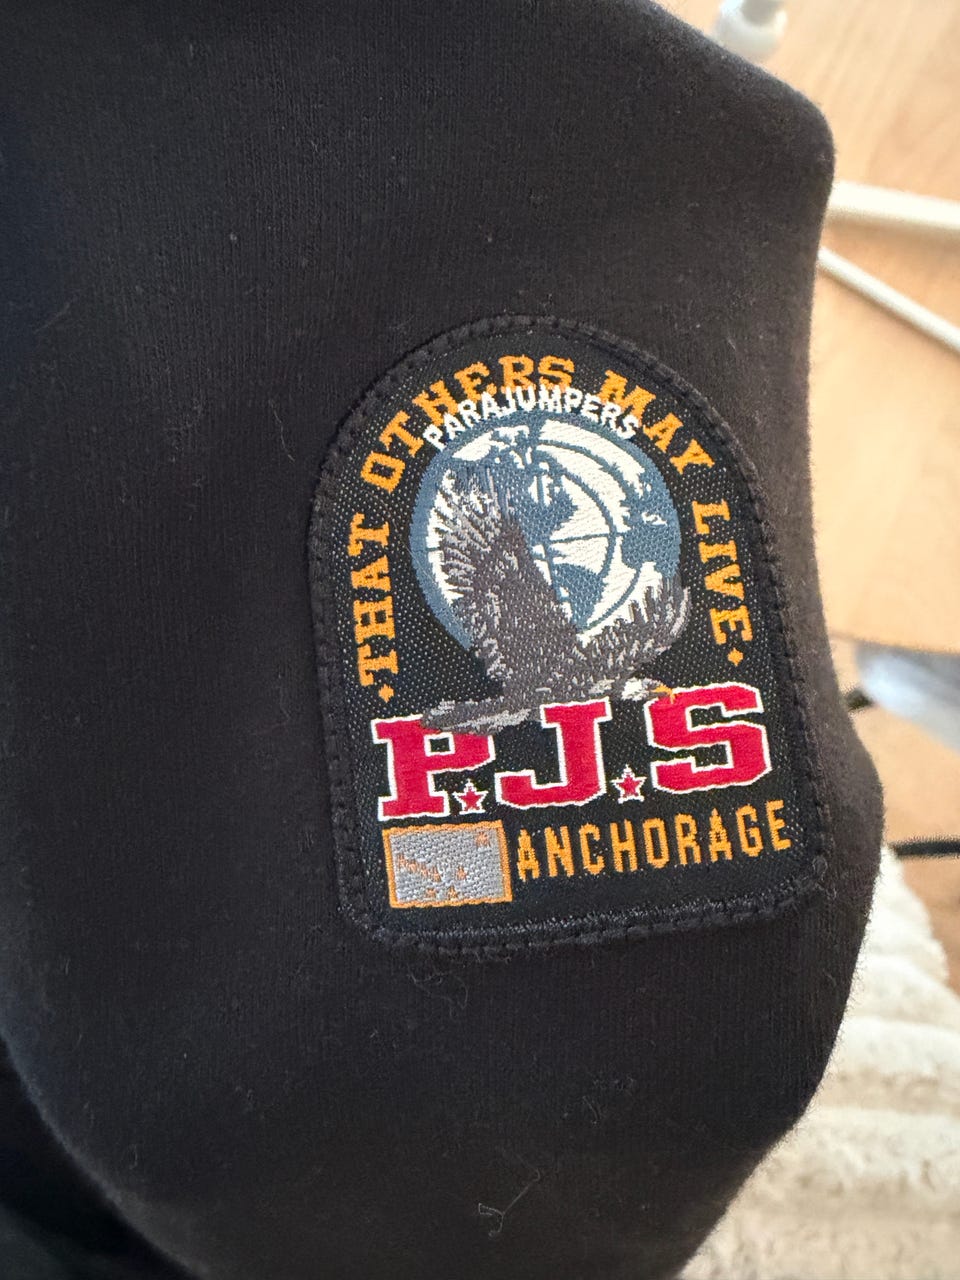 ·THAT OTHERS MAY LIVE·
PARAJUMPERS
P.J.S
ANCHORAGE